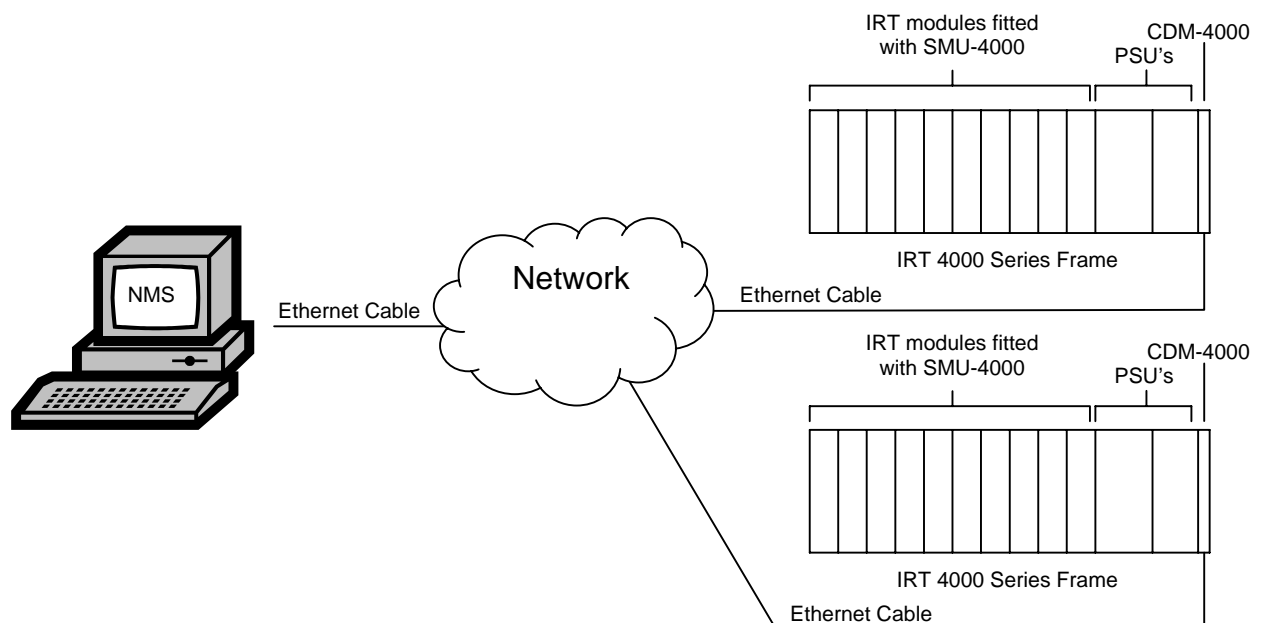 IRT modules fitted
with SMU-4000
CDM-4000
PSU's
IRT 4000 Series Frame
NMS
Ethernet Cable
Network
Ethernet Cable
IRT modules fitted
with SMU-4000
CDM-4000
PSU's
IRT 4000 Series Frame
Ethernet Cable